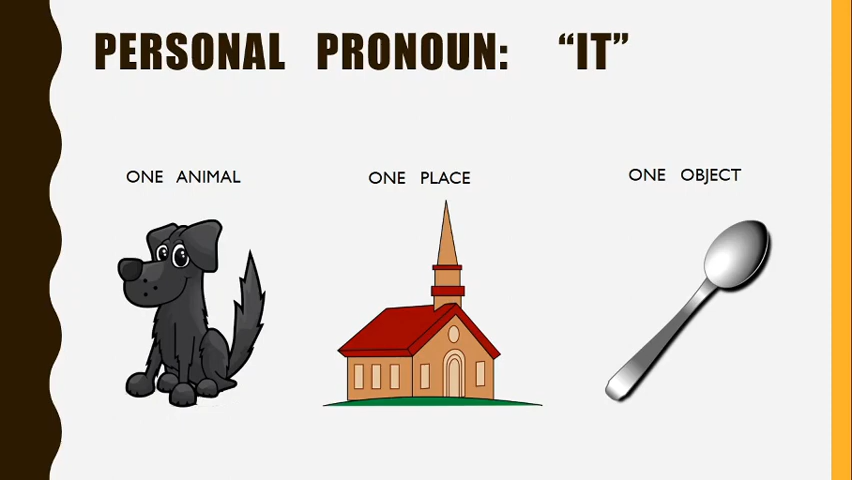 PERSONAL PRONOUN: “IT”
ONE ANIMAL
ONE PLACE
ONE OBJECT